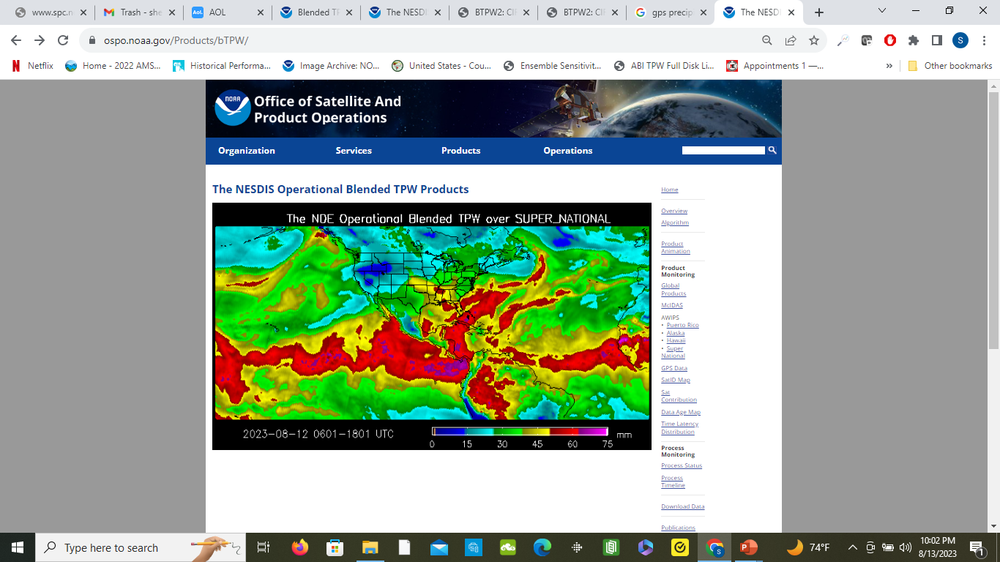 www.spc.n
Trash - she
AOL
Blended TP
The NESDI
BTPW2: CIR
BTPW2: CIR
gps precip
The NESDI
ospo.noaa.gov/Products/bTPW/
S
Netflix
Home - 2022 AMS...
Historical Performa...
Image Archive: NO...
United States - Cou...
Ensemble Sensitivit...
ABI TPW Full Disk Li...
Appointments 1 —...
»
Other bookmarks
NOAA
Office of Satellite And
Product Operations
Organization
Services
Products
Operations
The NESDIS Operational Blended TPW Products
The NDE Operational Blended TPW over SUPER_NATIONAL
2023-08-12 0601-1801 UTC
0 15 26 30 45 60 75
mm
Home
Overview
Algorithm
Product
Animation
Product
Monitoring
Global
Products
McIDAS
AWIPS
• Puerto Rico
• Alaska
• Hawaii
• Super
National
GPS Data
SatID Map
Sat
Contribution
Data Age Map
Time Latency
Distribution
Process
Monitoring
Process Status
Process
Timeline
Download Data
Publications
Type here to search
74°F
10:02 PM
8/13/2023
1